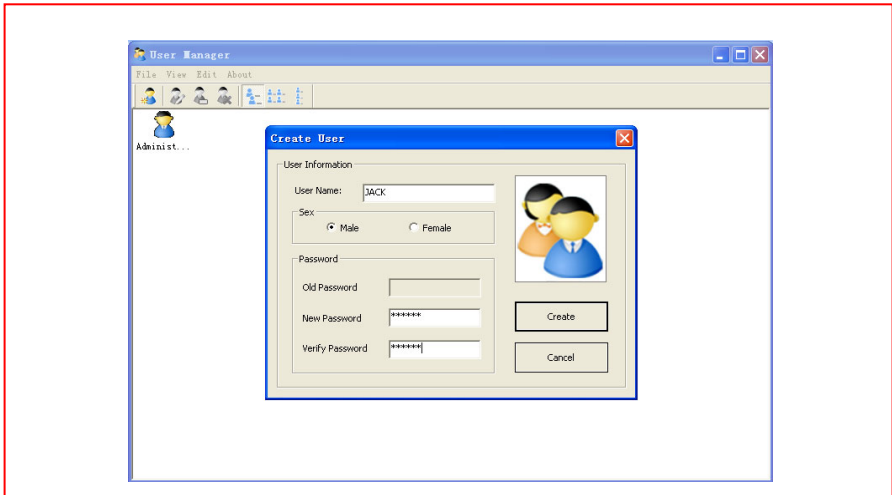 User Manager
File View Edit About
Administ...
Create User
User Information
User Name: JACK
Sex
Male Female
Password
Old Password
New Password ******
Verify Password ******
Create
Cancel